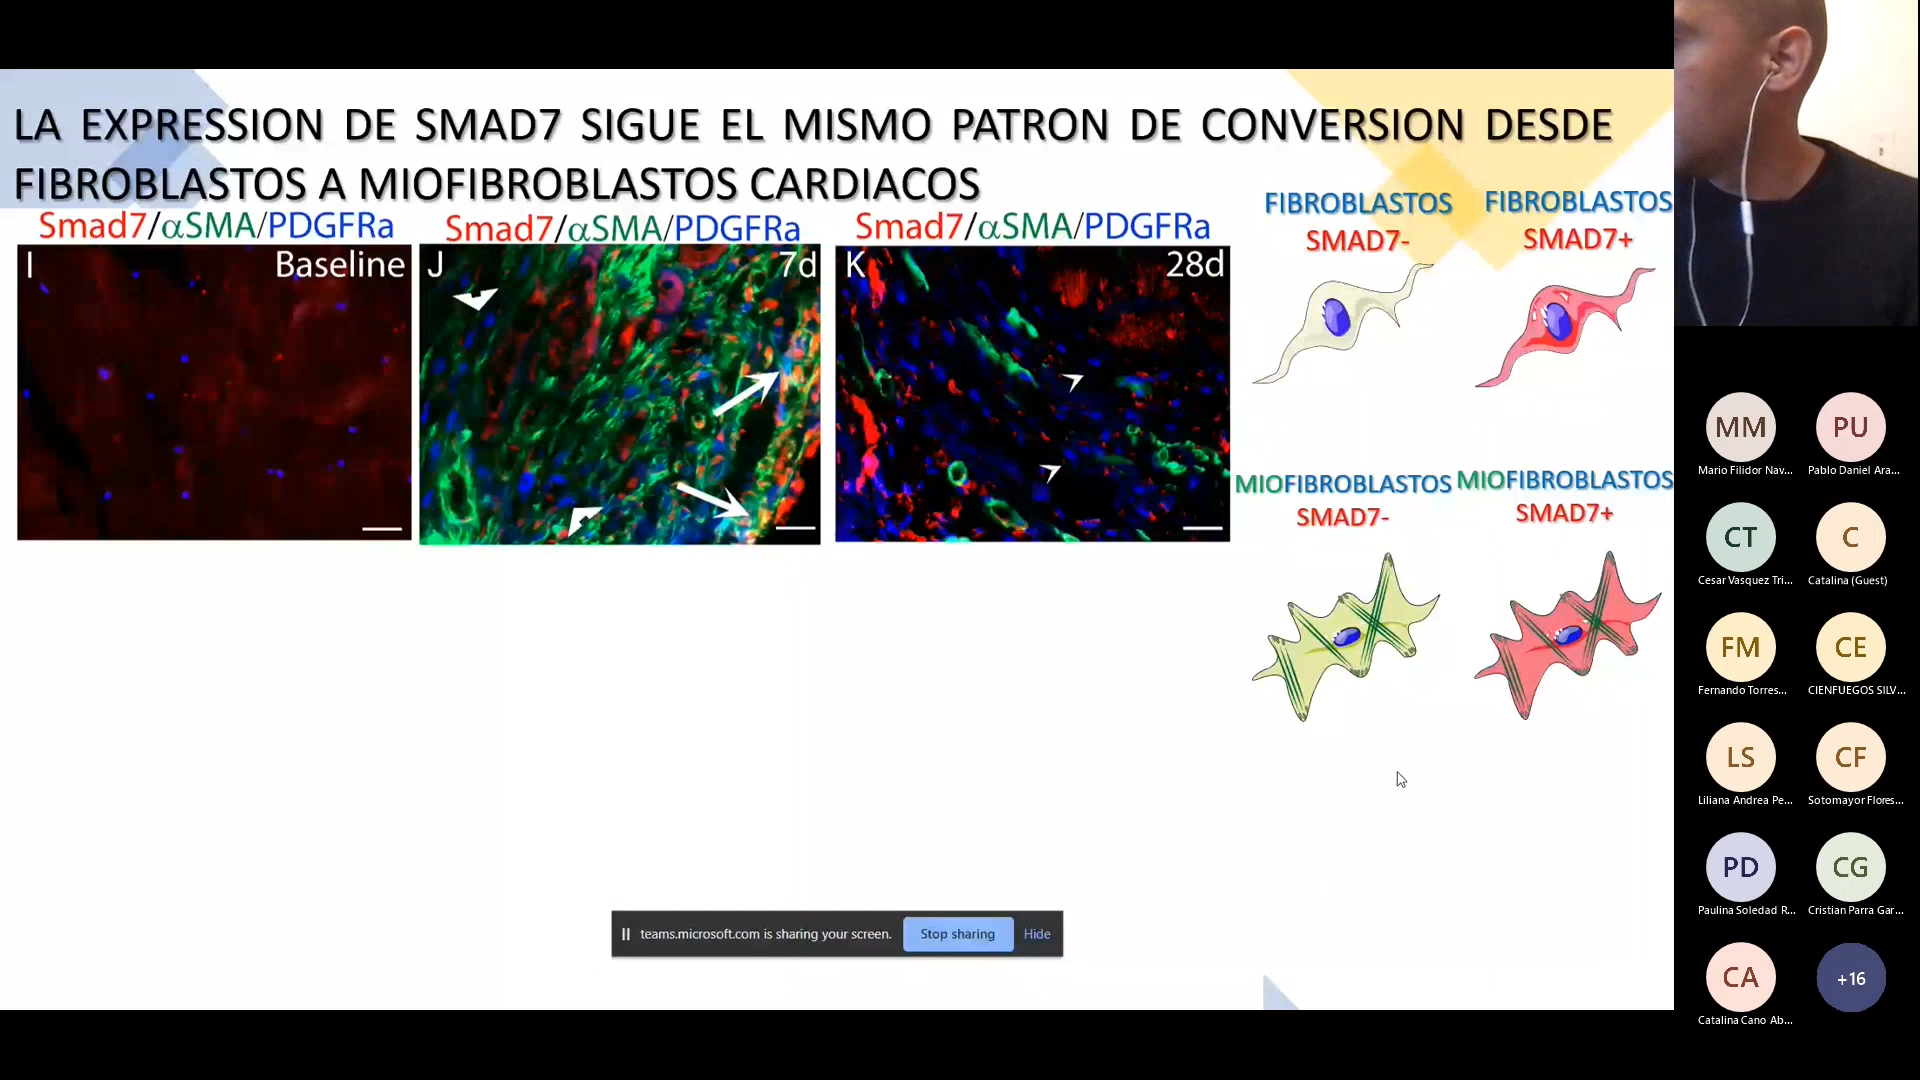 LA EXPRESSION DE SMAD7 SIGUE EL MISMO PATRON DE CONVERSION DESDE
FIBROBLASTOS A MIOFIBROBLASTOS CARDIACOS
Smad7/αSMA/PDGFRa
I
Baseline
Smad7/αSMA/PDGFRa
J
7d
Smad7/αSMA/PDGFRa
K
28d
FIBROBLASTOS
SMAD7-
FIBROBLASTOS
SMAD7+
MIOFIBROBLASTOS
SMAD7-
MIOFIBROBLASTOS
SMAD7+
teams.microsoft.com is sharing your screen.
Stop sharing
Hide
MM
Mario Filidor Nav...
PU
Pablo Daniel Ara...
CT
Cesar Vasquez Tri...
C
Catalina (Guest)
FM
Fernando Torres...
CE
CIENFUEGOS SILV...
LS
Liliana Andrea Pe...
CF
Sotomayor Flores...
PD
Paulina Soledad R...
CG
Cristian Parra Gar...
CA
Catalina Cano Ab...
+16